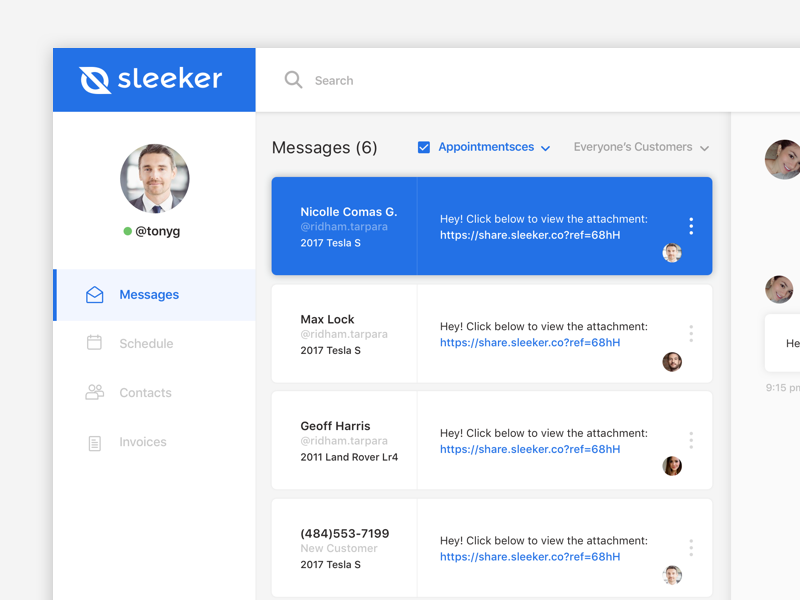 sleeker
Search
@tonyg
Messages
Schedule
Contacts
Invoices
Messages (6)
Appointmentsces
Everyone's Customers
Nicolle Comas G.
@ridham.tarpara
2017 Tesla S
Hey! Click below to view the attachment:
https://share.sleeker.co?ref=68hH
Max Lock
@ridham.tarpara
2017 Tesla S
Hey! Click below to view the attachment:
https://share.sleeker.co?ref=68hH
Geoff Harris
@ridham.tarpara
2011 Land Rover Lr4
Hey! Click below to view the attachment:
https://share.sleeker.co?ref=68hH
(484)553-7199
New Customer
2017 Tesla S
Hey! Click below to view the attachment:
https://share.sleeker.co?ref=68hH
He
9:15 pm